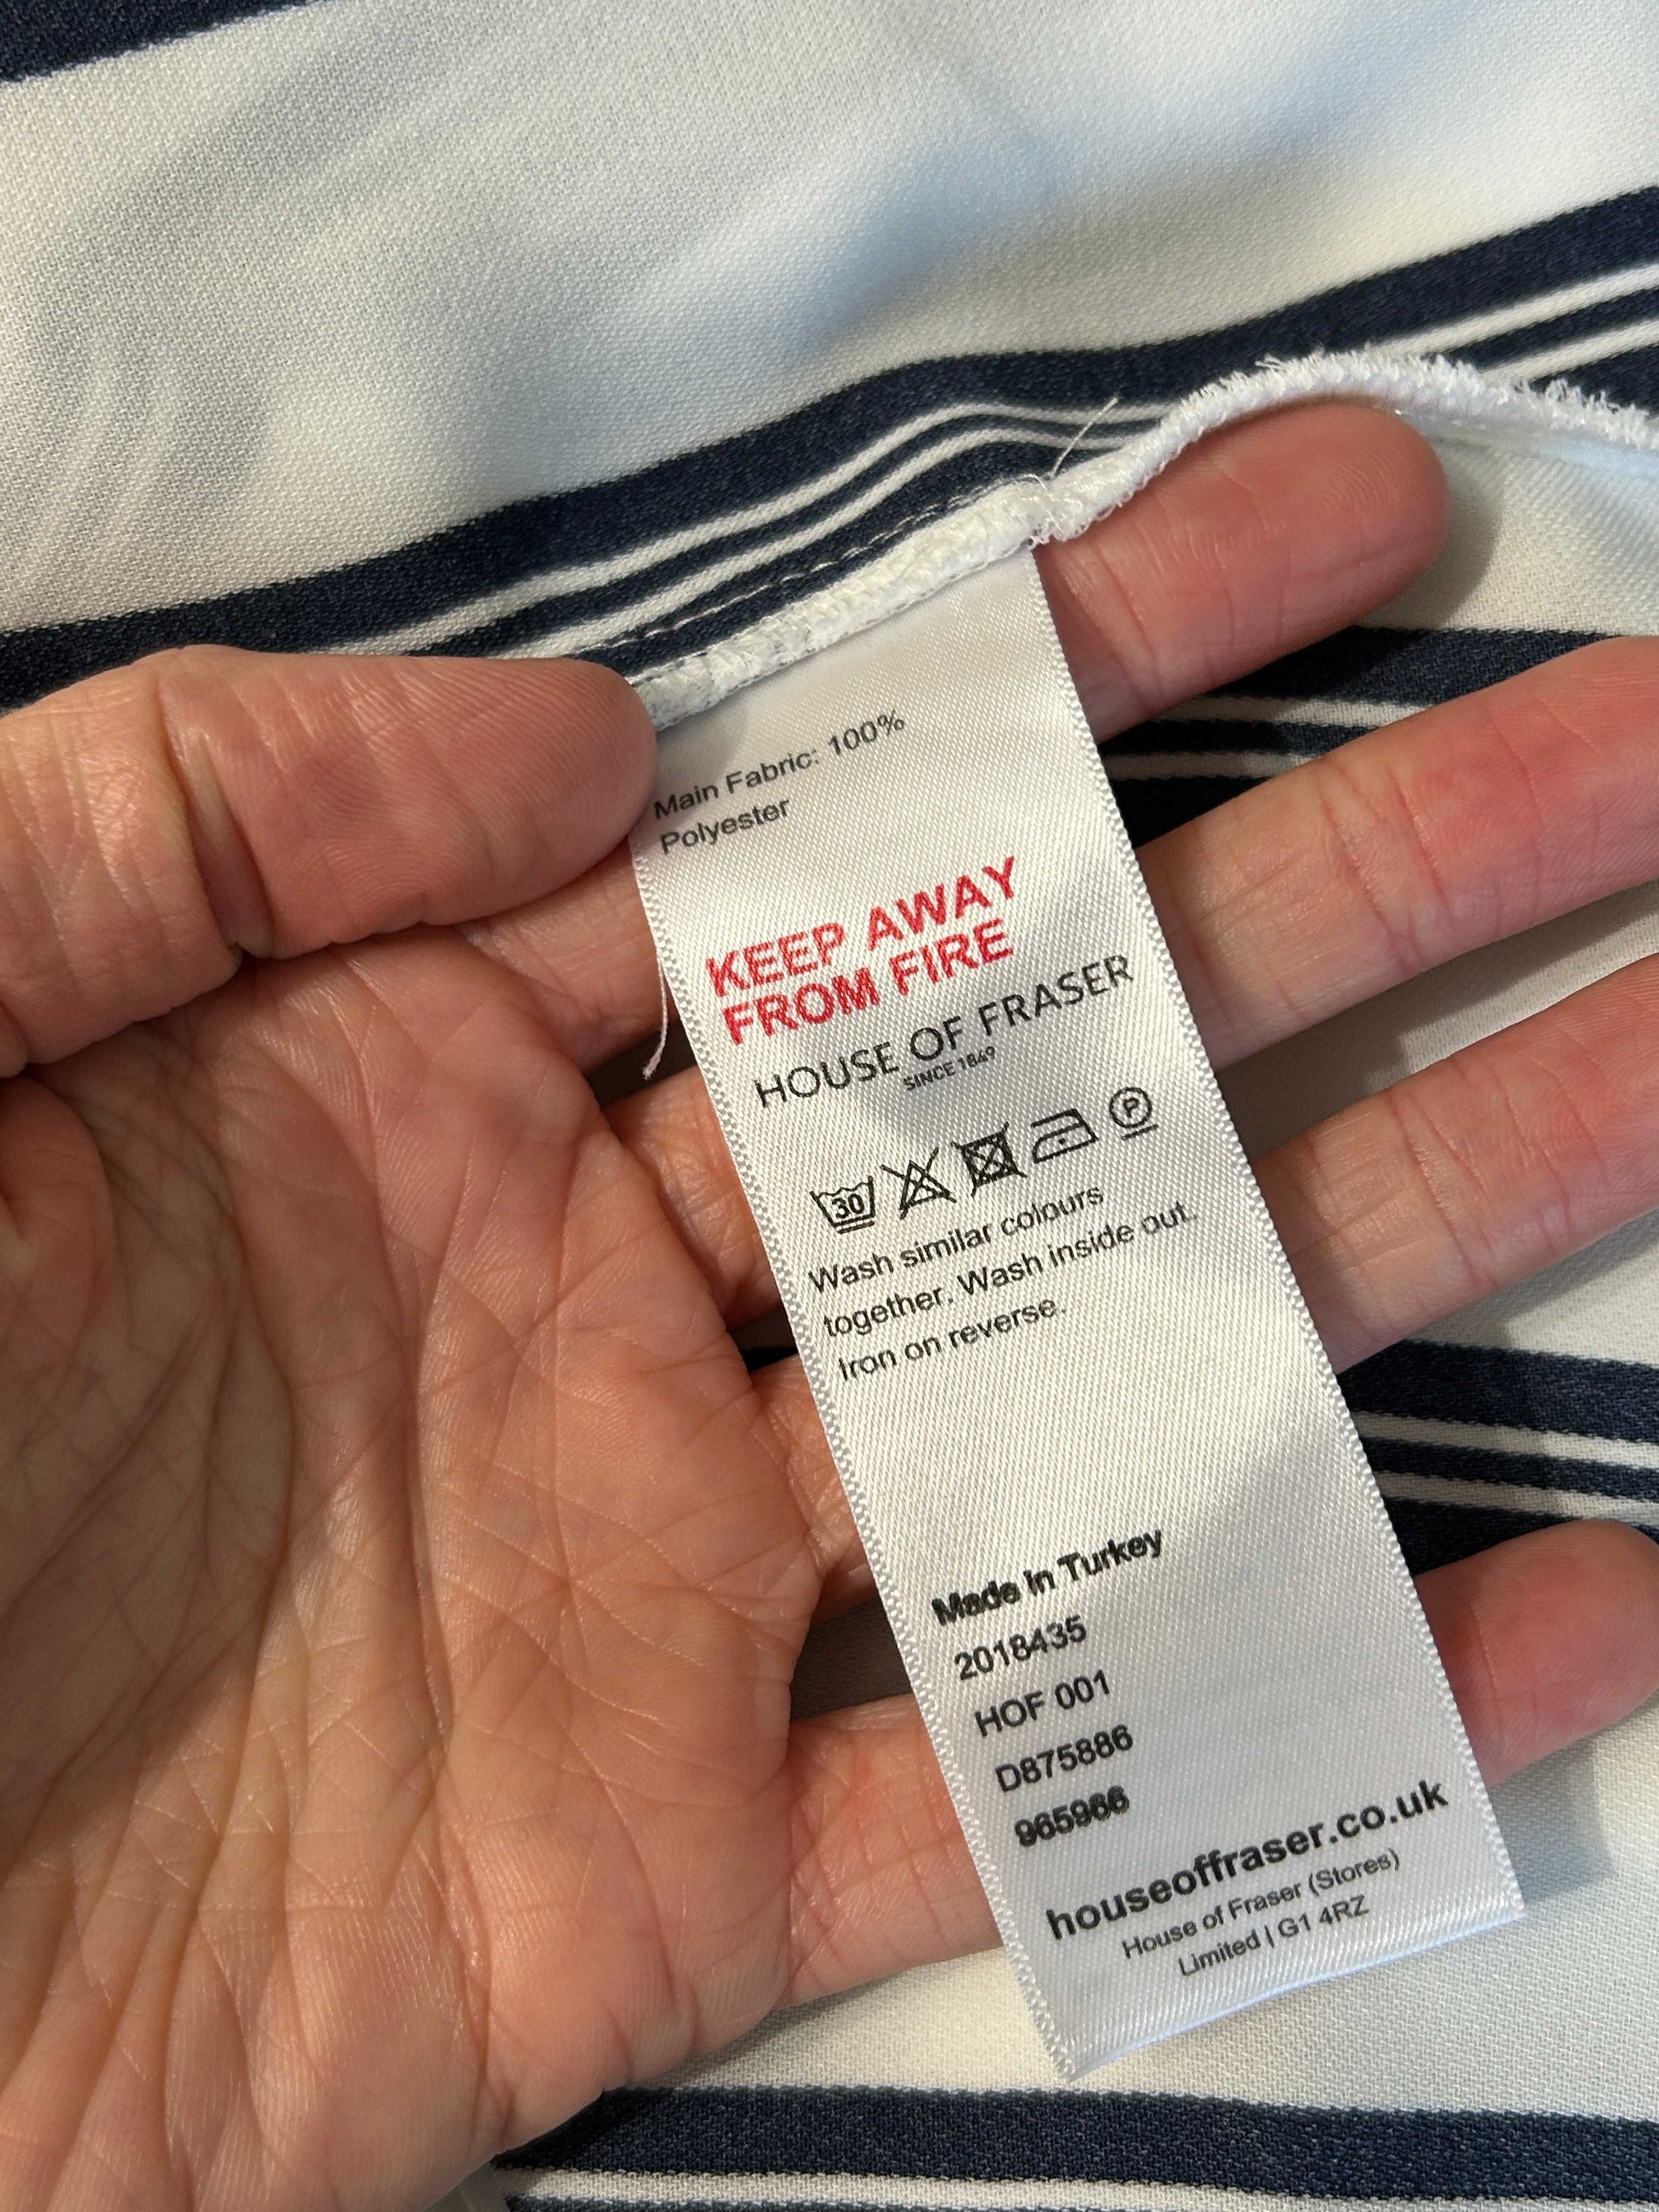 Main Fabric: 100%
Polyester
KEEP AWAY
FROM FIRE
HOUSE OF FRASER
SINCE 1849
30 P
Wash similar colours
together. Wash inside out.
Iron on reverse.
Made in Turkey
2018435
HOF 001
D875886
965966
houseoffraser.co.uk
House of Fraser (Stores)
Limited | G1 4RZ